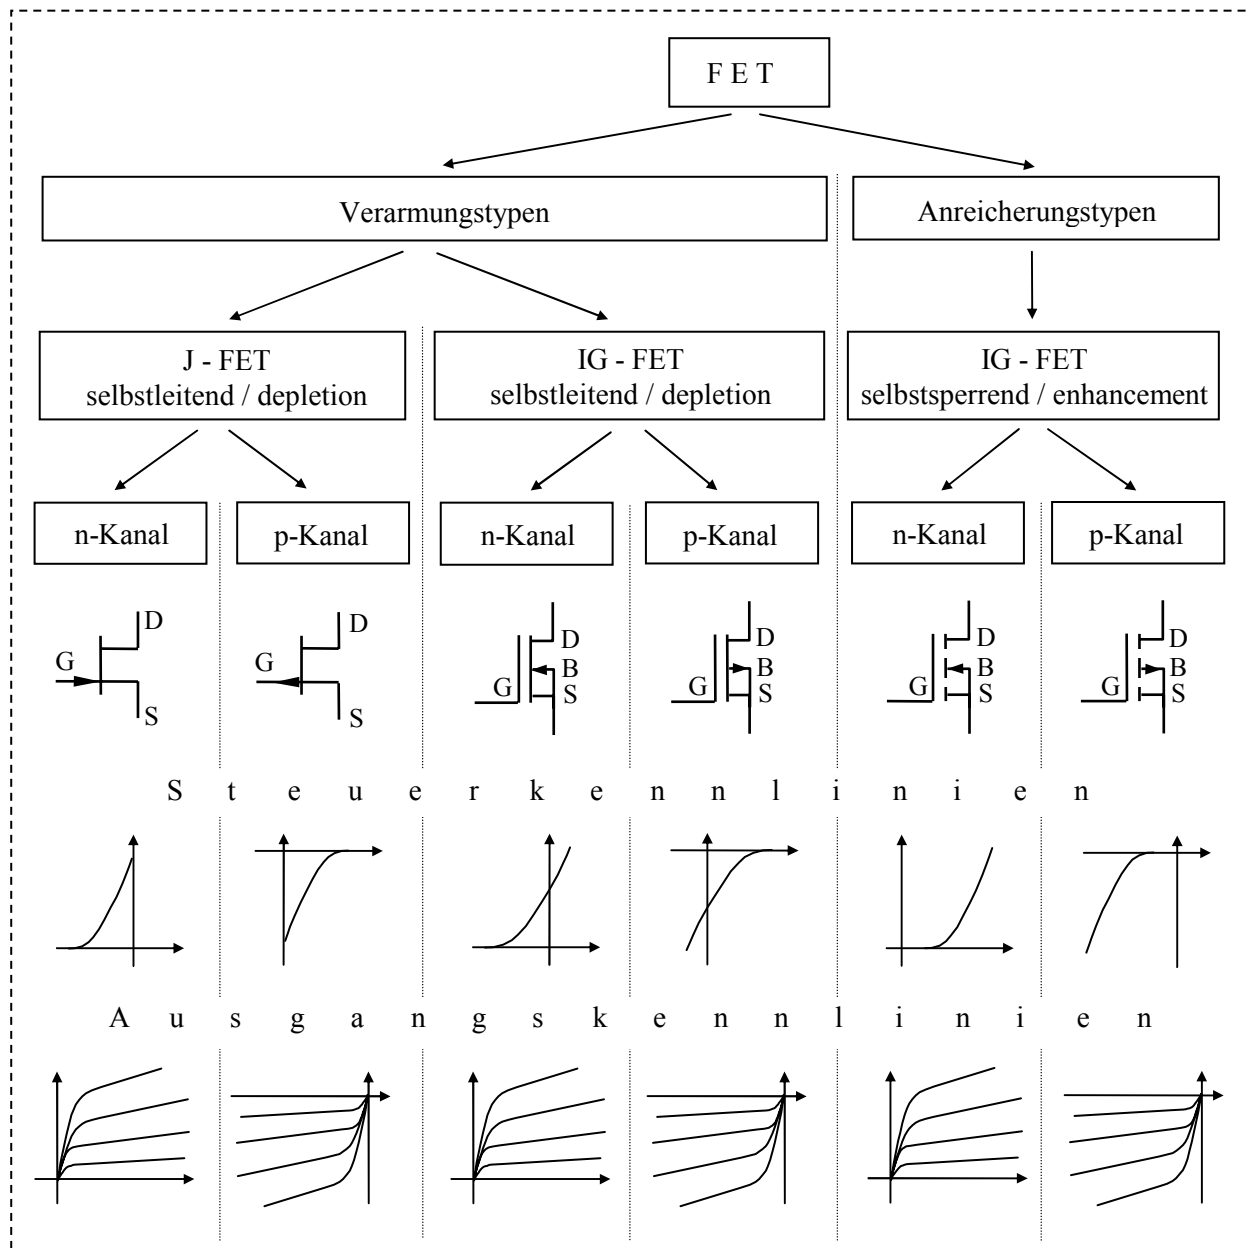 F E T
Verarmungstypen
Anreicherungstypen
J - FET
selbstleitend / depletion
IG - FET
selbstleitend / depletion
IG - FET
selbstsperrend / enhancement
n-Kanal
p-Kanal
n-Kanal
p-Kanal
n-Kanal
p-Kanal
G D S
G D S
G D B S
G D B S
G D B S
G D B S
S t e u e r k e n n l i n i e n
A u s g a n g s k e n n l i n i e n